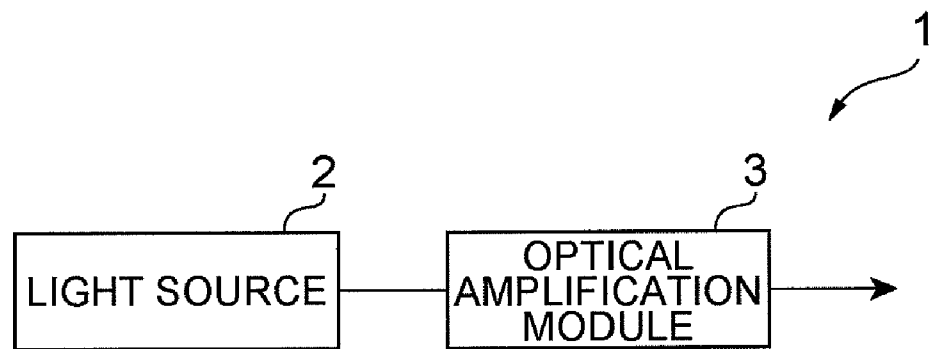 1
2
3
LIGHT SOURCE
OPTICAL
AMPLIFICATION
MODULE